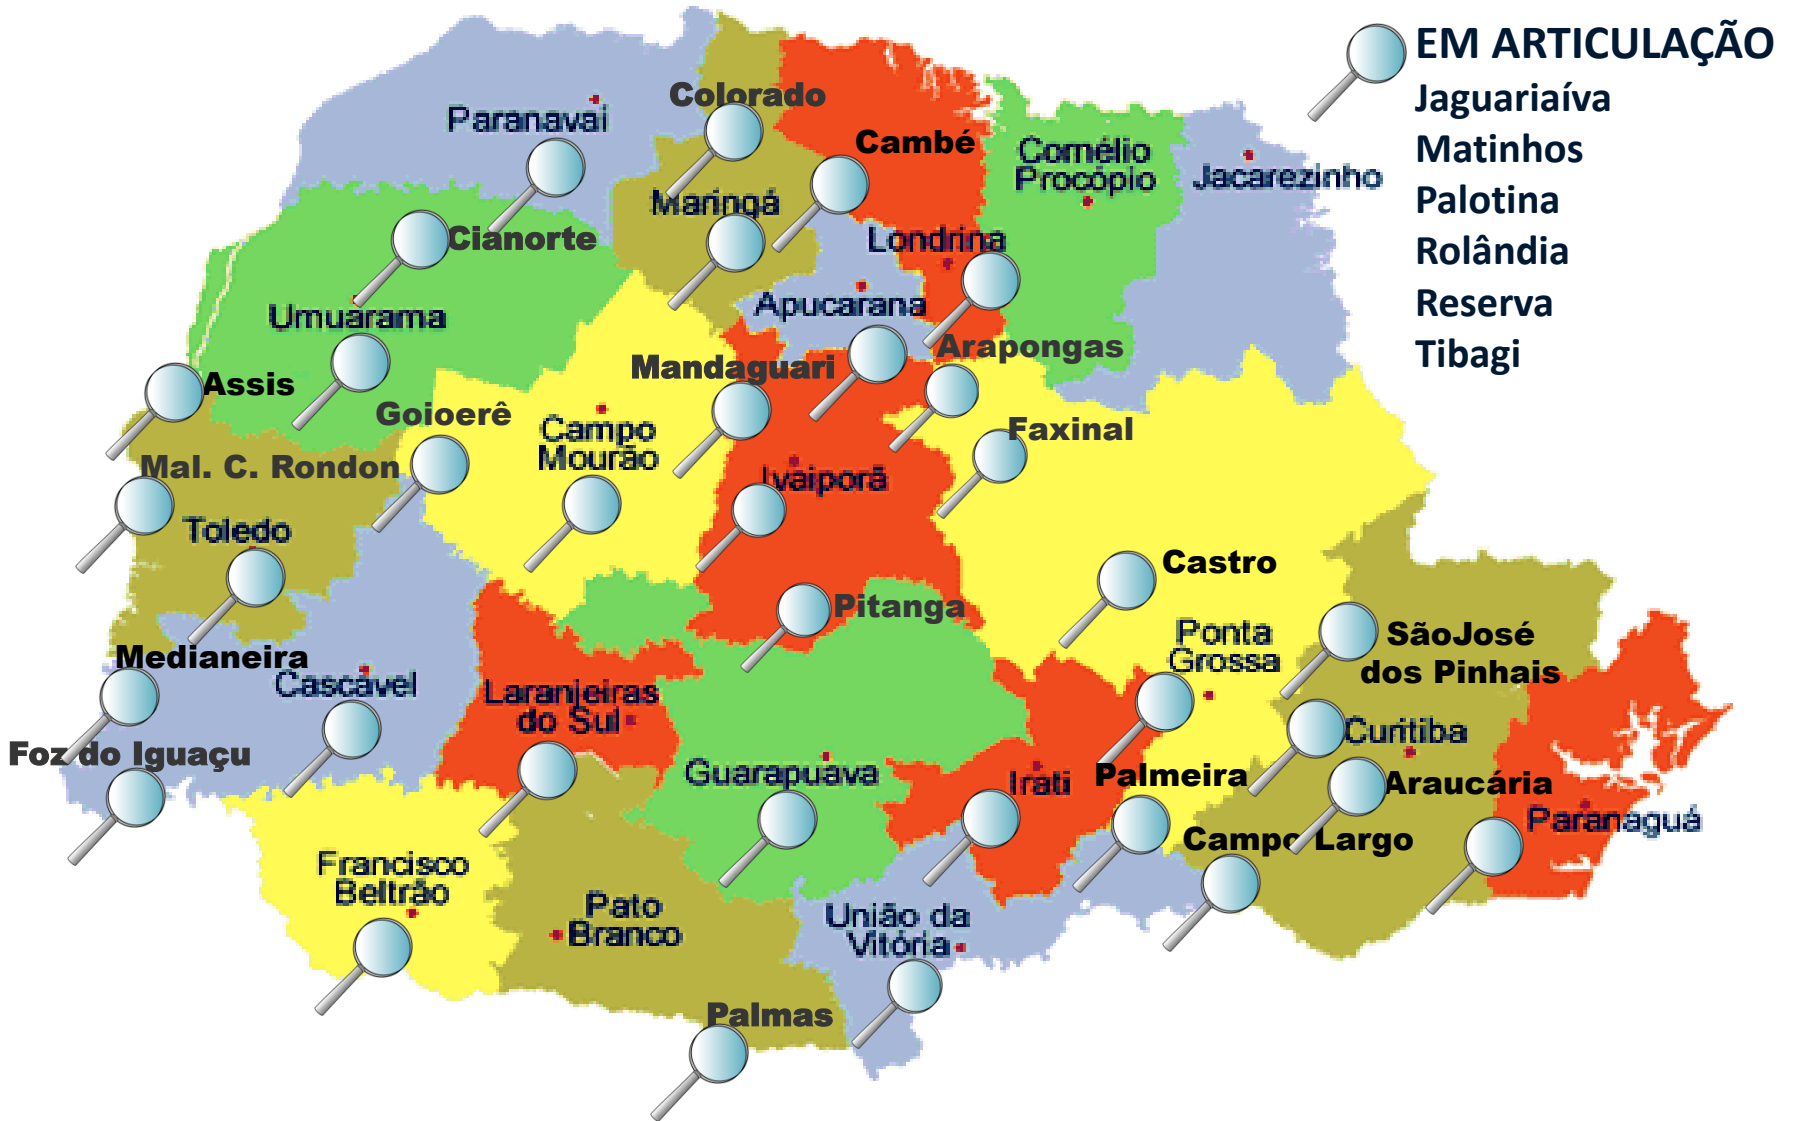 EM ARTICULAÇÃO
Jaguariaíva
Matinhos
Palotina
Rolândia
Reserva
Tibagi
Colorado
Paranavai
Cambé
Cornélio
Procópio
Jacarezinho
Maringá
Cianorte
Londrina
Apucarana
Umuarama
Arapongas
Mandaguari
Assis
Goioerê
Campo
Mourão
Faxinal
Mal. C. Rondon
Ivaiporã
Toledo
Castro
Pitanga
Ponta
Grossa
SãoJosé
dos Pinhais
Medianeira
Cascavel
Laranjeiras
do Sul
Curitiba
Foz do Iguaçu
Guarapuava
Irati
Palmeira
Araucária
Paranaguá
Campo Largo
Francisco
Beltrão
Pato
Branco
União da
Vitória
Palmas